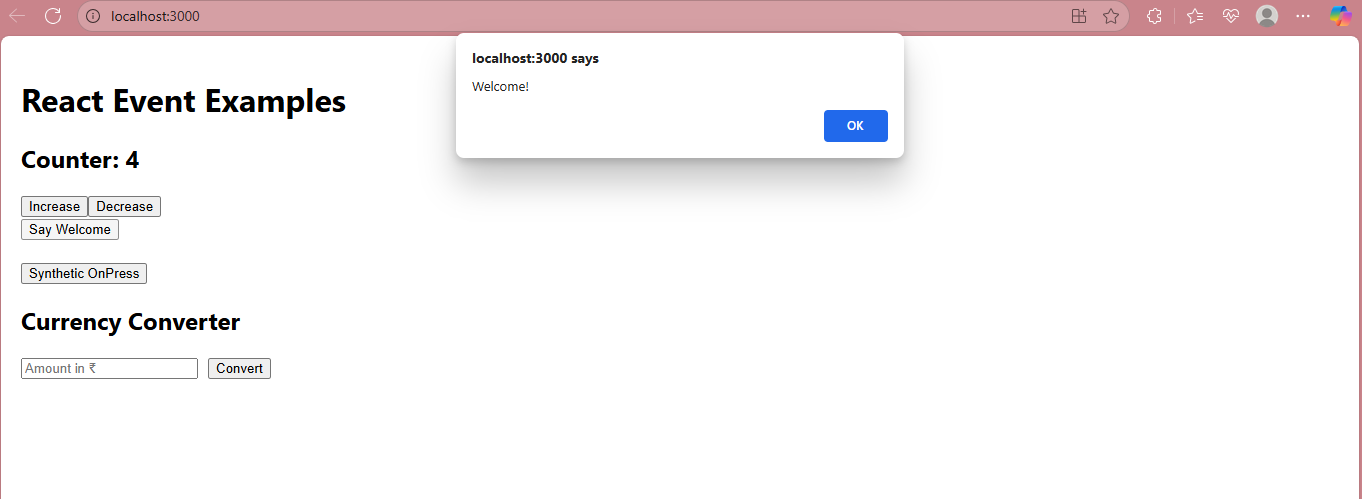 localhost:3000
localhost:3000 says
Welcome!
OK
React Event Examples
Counter: 4
Increase Decrease
Say Welcome
Synthetic OnPress
Currency Converter
Amount in ₹ Convert